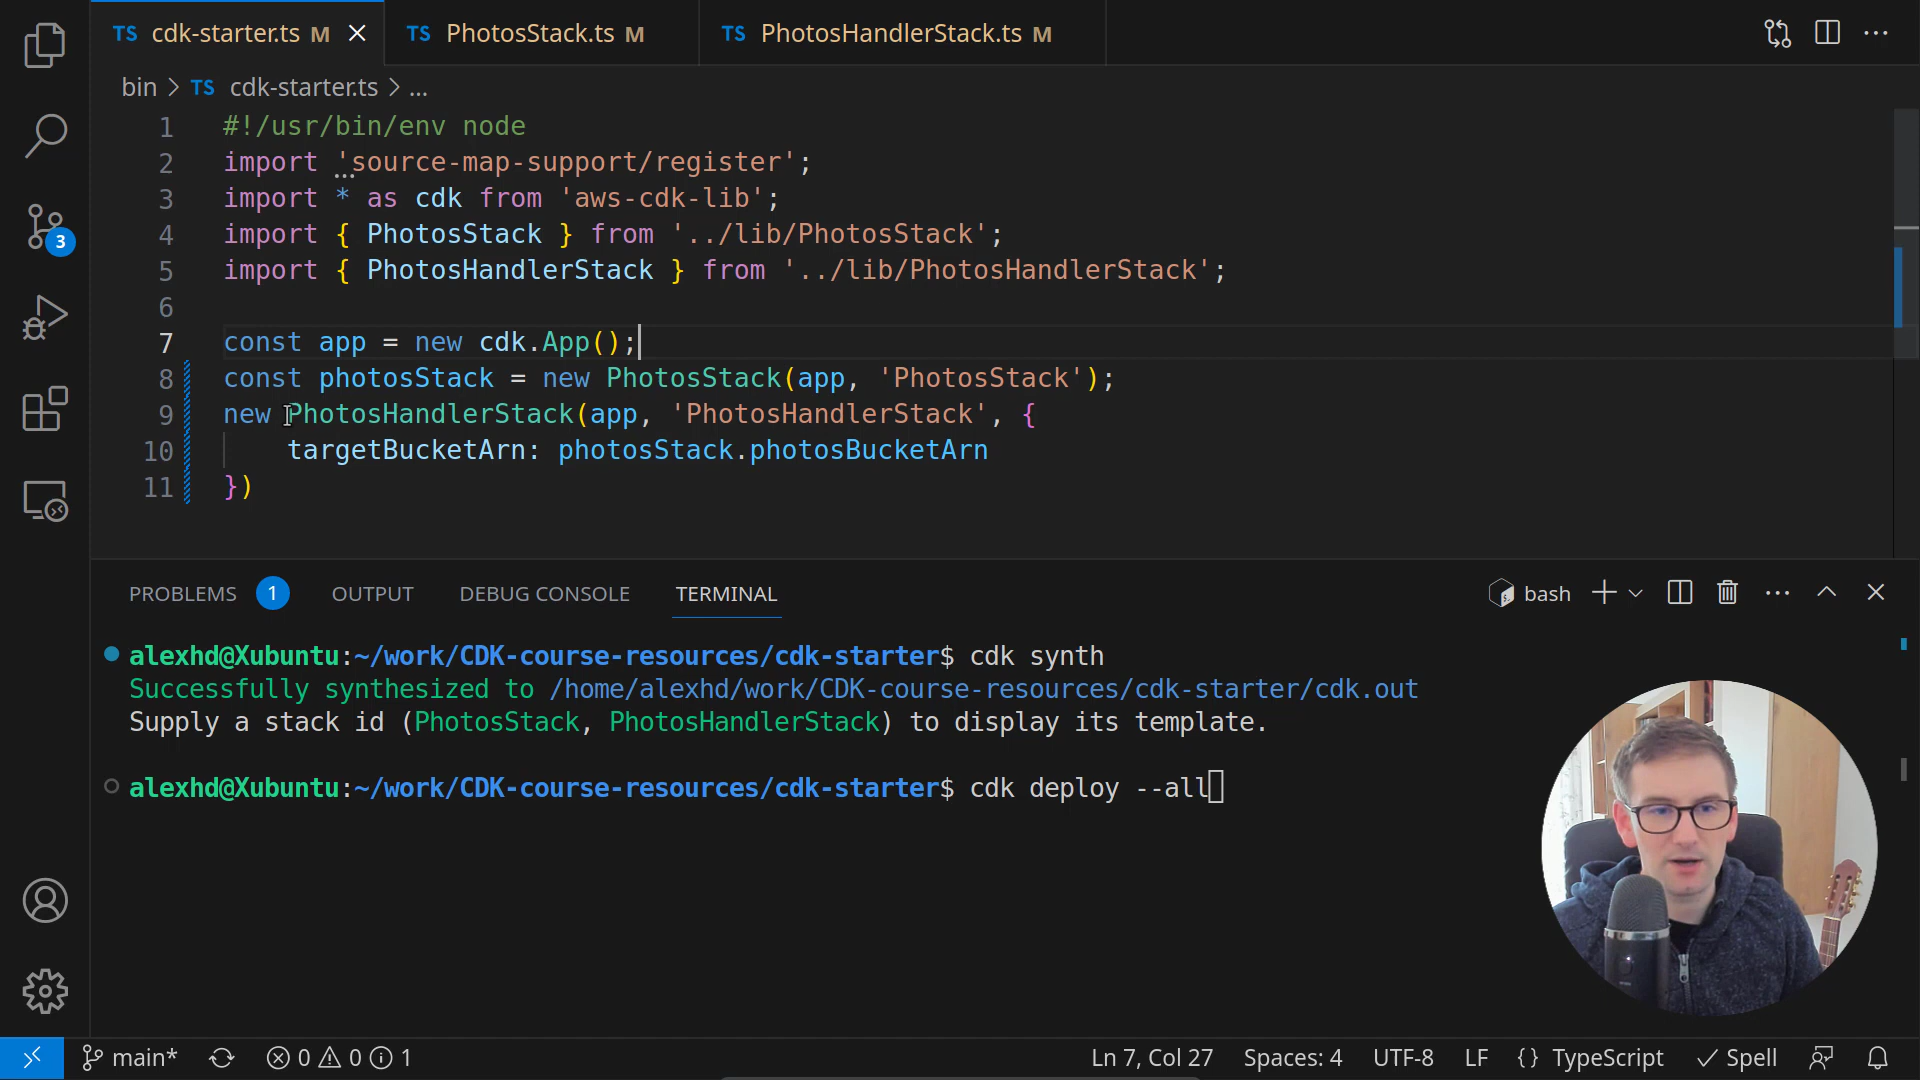 TS cdk-starter.ts M
TS PhotosStack.ts M
TS PhotosHandlerStack.ts M
bin > TS cdk-starter.ts > ...
1 #!/usr/bin/env node
2 import 'source-map-support/register';
3 import * as cdk from 'aws-cdk-lib';
4 import { PhotosStack } from '../lib/PhotosStack';
5 import { PhotosHandlerStack } from '../lib/PhotosHandlerStack';
6
7 const app = new cdk.App();
8 const photosStack = new PhotosStack(app, 'PhotosStack');
9 new PhotosHandlerStack(app, 'PhotosHandlerStack', {
10 targetBucketArn: photosStack.photosBucketArn
11 })
3
PROBLEMS 1 OUTPUT DEBUG CONSOLE TERMINAL bash
alexhd@Xubuntu:~/work/CDK-course-resources/cdk-starter$ cdk synth
Successfully synthesized to /home/alexhd/work/CDK-course-resources/cdk-starter/cdk.out
Supply a stack id (PhotosStack, PhotosHandlerStack) to display its template.
alexhd@Xubuntu:~/work/CDK-course-resources/cdk-starter$ cdk deploy --all
main* 0 0 1 Ln 7, Col 27 Spaces: 4 UTF-8 LF {} TypeScript Spell